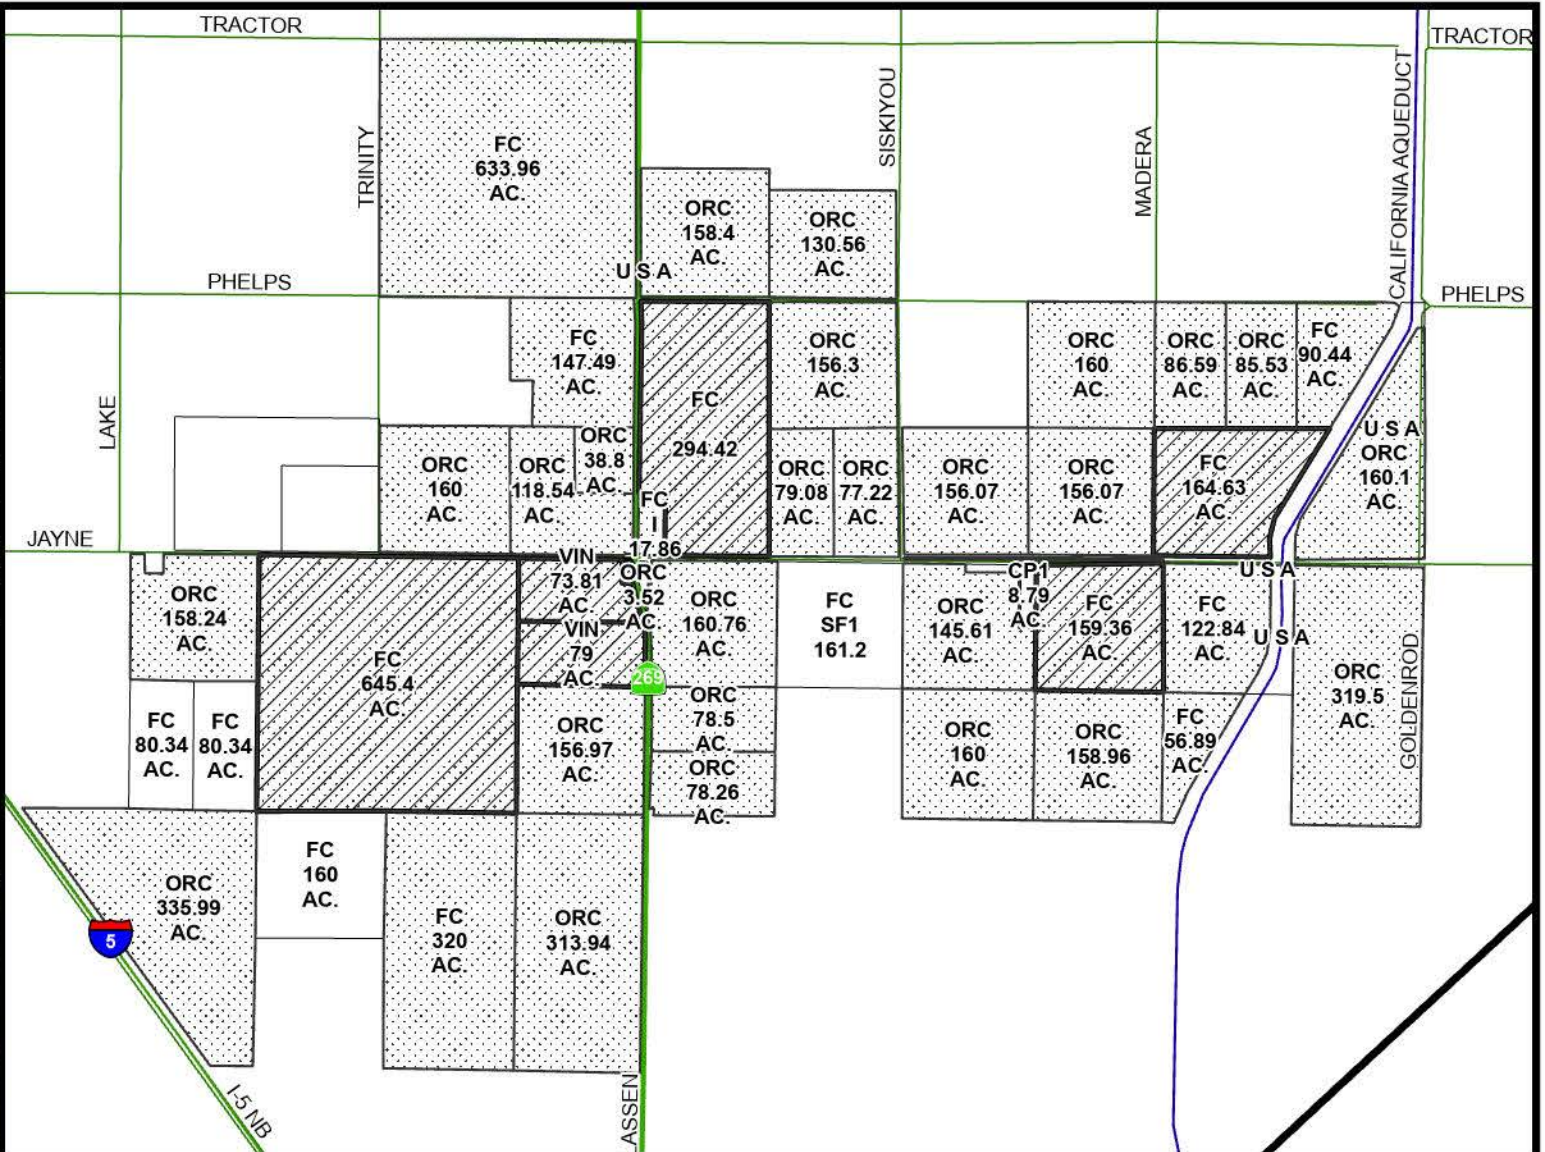 TRACTOR
TRACTOR
TRINITY
SISKIYOU
MADERA
CALIFORNIA AQUEDUCT
FC
633.96
AC.
ORC
158.4
AC.
ORC
130.56
AC.
U S A
PHELPS
PHELPS
LAKE
FC
147.49
AC.
FC
294.42
ORC
156.3
AC.
ORC
160
AC.
ORC
86.59
AC.
ORC
85.53
AC.
FC
90.44
AC.
ORC
160
AC.
ORC
118.54
AC.
ORC
38.8
AC.
FC
I
17.86
ORC
79.08
AC.
ORC
77.22
AC.
ORC
156.07
AC.
ORC
156.07
AC.
FC
164.63
AC.
U S A
ORC
160.1
AC.
JAYNE
ORC
158.24
AC.
FC
645.4
AC.
VIN
73.81
AC.
VIN
79
AC.
ORC
3.52
AC.
269
ORC
160.76
AC.
FC
SF1
161.2
ORC
145.61
AC.
CP1
8.79
AC
FC
159.36
AC.
U S A
FC
122.84
AC.
U S A
ORC
319.5
AC.
GOLDENROD
FC
80.34
AC.
FC
80.34
AC.
ORC
156.97
AC.
ORC
78.5
AC.
ORC
78.26
AC.
ORC
160
AC.
ORC
158.96
AC.
FC
56.89
AC.
ORC
335.99
AC.
5
FC
160
AC.
FC
320
AC.
ORC
313.94
AC.
I-5 NB
LASSEN